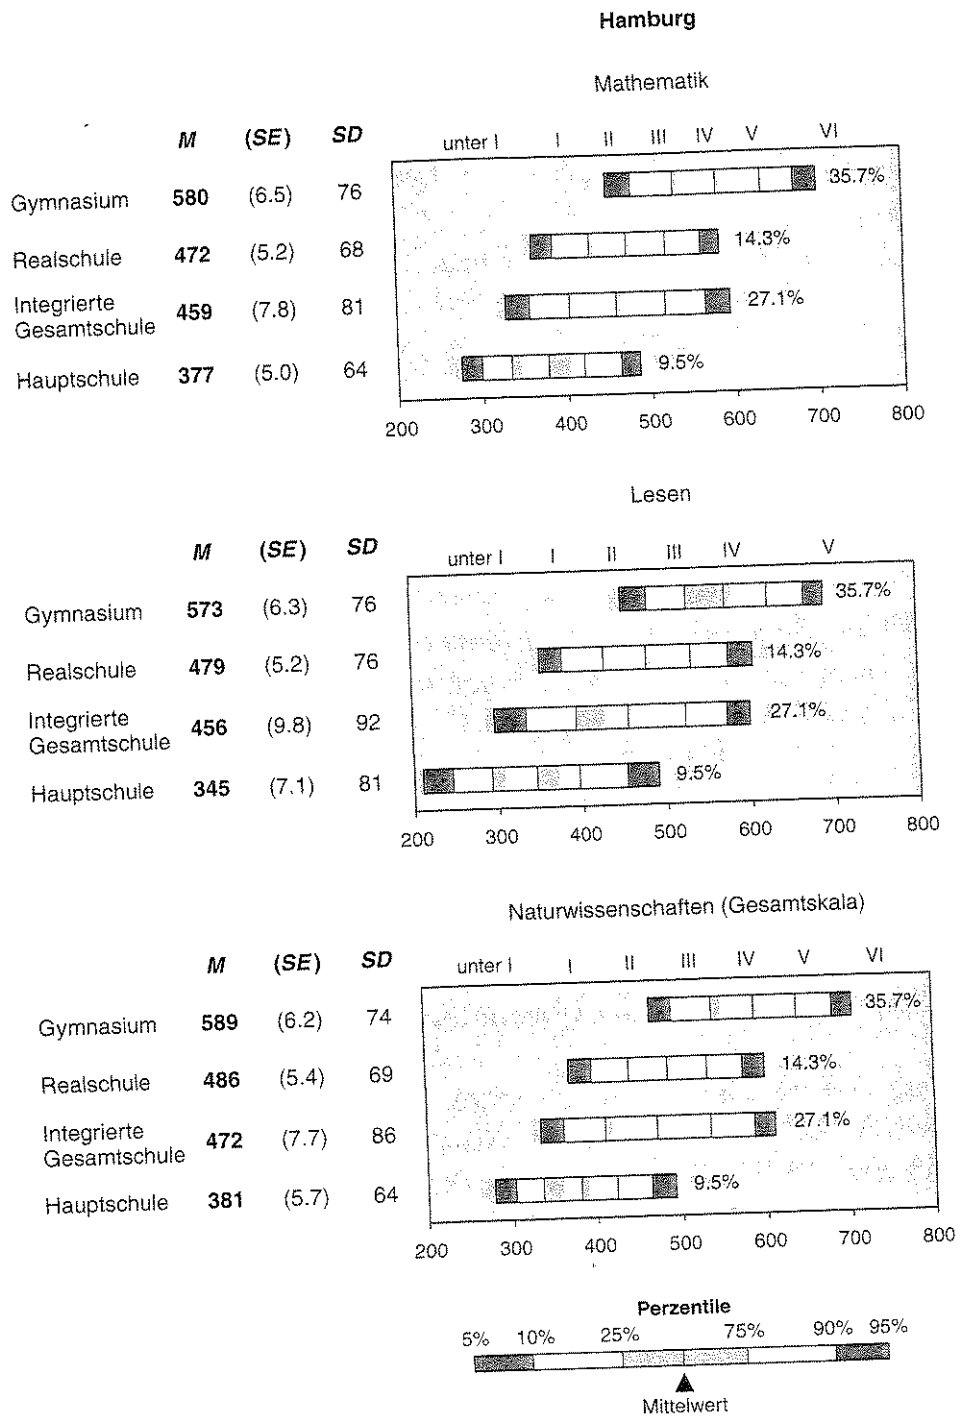 Hamburg
Mathematik
M (SE) SD unter I I II III IV V VI
Gymnasium 580 (6.5) 76 35.7%
Realschule 472 (5.2) 68 14.3%
Integrierte
Gesamtschule 459 (7.8) 81 27.1%
Hauptschule 377 (5.0) 64 9.5%
200 300 400 500 600 700 800
Lesen
M (SE) SD unter I I II III IV V
Gymnasium 573 (6.3) 76 35.7%
Realschule 479 (5.2) 76 14.3%
Integrierte
Gesamtschule 456 (9.8) 92 27.1%
Hauptschule 345 (7.1) 81 9.5%
200 300 400 500 600 700 800
Naturwissenschaften (Gesamtskala)
M (SE) SD unter I I II III IV V VI
Gymnasium 589 (6.2) 74 35.7%
Realschule 486 (5.4) 69 14.3%
Integrierte
Gesamtschule 472 (7.7) 86 27.1%
Hauptschule 381 (5.7) 64 9.5%
200 300 400 500 600 700 800
Perzentile
5% 10% 25% 75% 90% 95%
Mittelwert